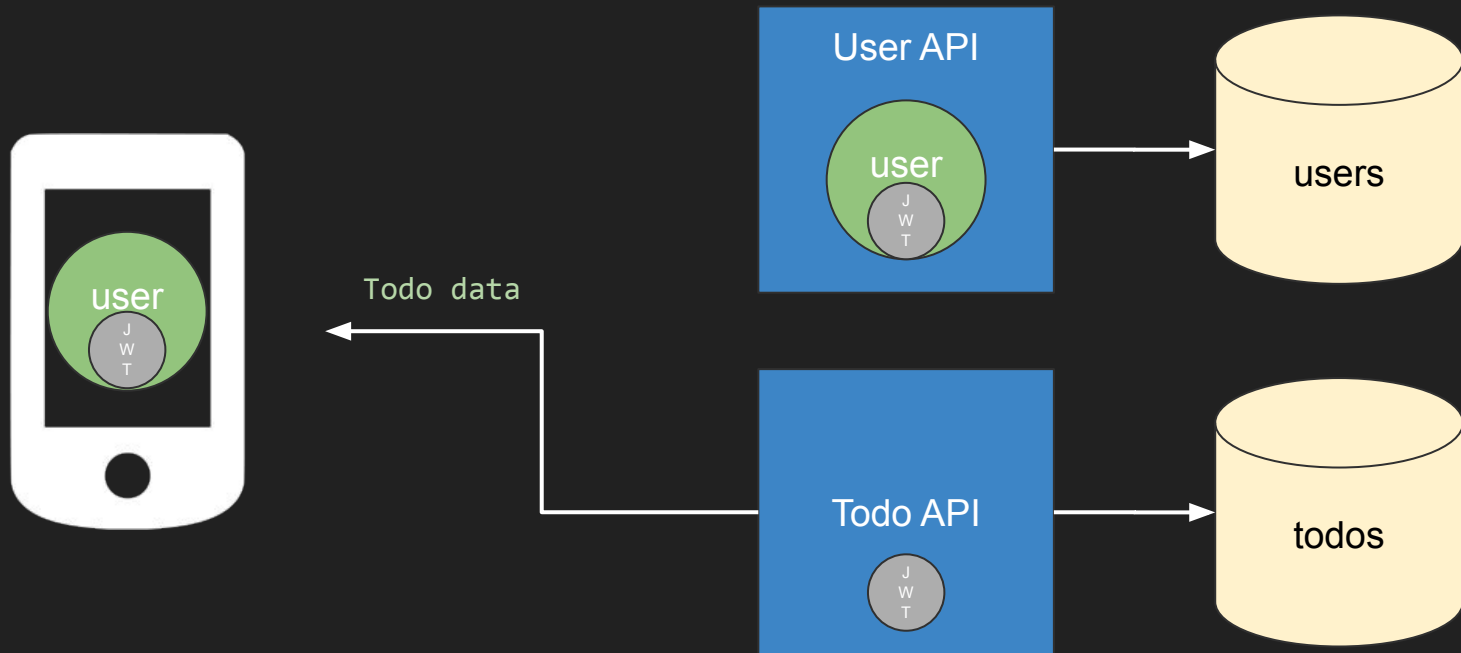 User API
user
J
W
T
users
user
J
W
T
Todo data
Todo API
J
W
T
todos